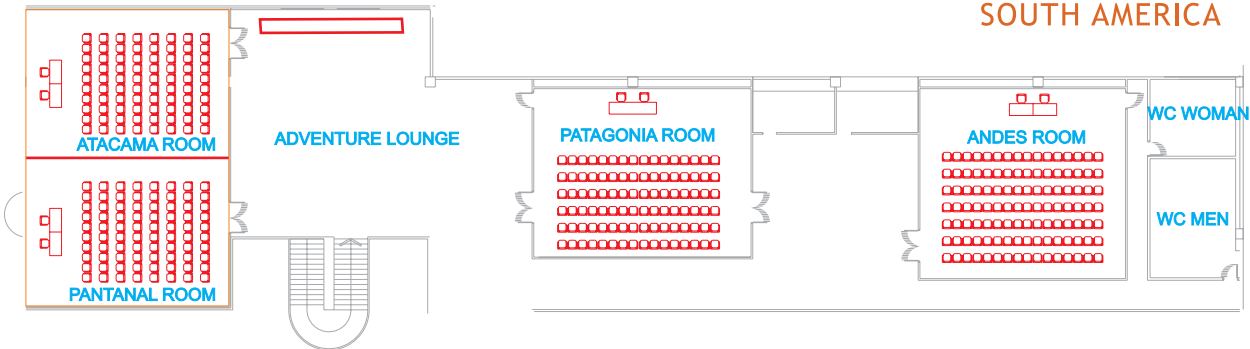 SOUTH AMERICA
ATACAMA ROOM
ADVENTURE LOUNGE
PATAGONIA ROOM
ANDES ROOM
WC WOMAN
WC MEN
PANTANAL ROOM